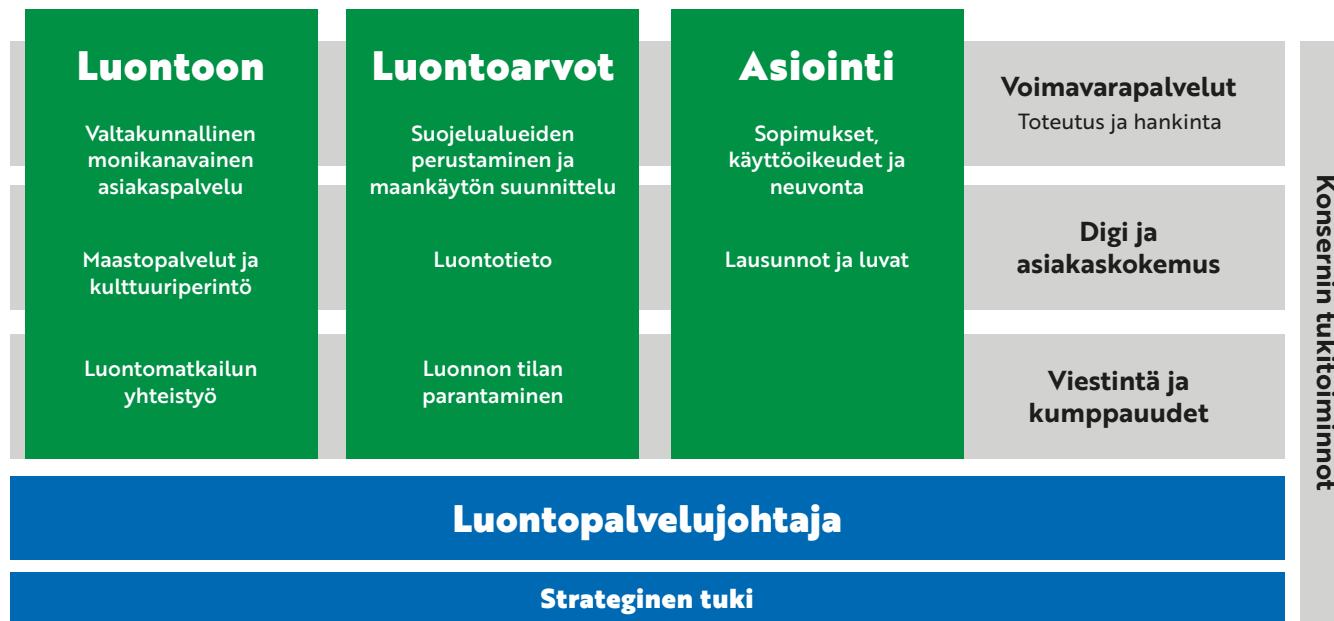 Luontoon
Valtakunnallinen
monikanavainen
asiakaspalvelu
Maastopalvelut ja
kulttuuriperintö
Luontomatkailun
yhteistyö
Luontoarvot
Suojelualueiden
perustaminen ja
maankäytön suunnittelu
Luontotieto
Luonnon tilan
parantaminen
Asiointi
Sopimukset,
käyttöoikeudet ja
neuvonta
Lausunnot ja luvat
Voimavarapalvelut
Toteutus ja hankinta
Digi ja
asiakaskokemus
Viestintä ja
kumppauudet
Konsernin tukitoiminnot
Luontopalvelujohtaja
Strateginen tuki